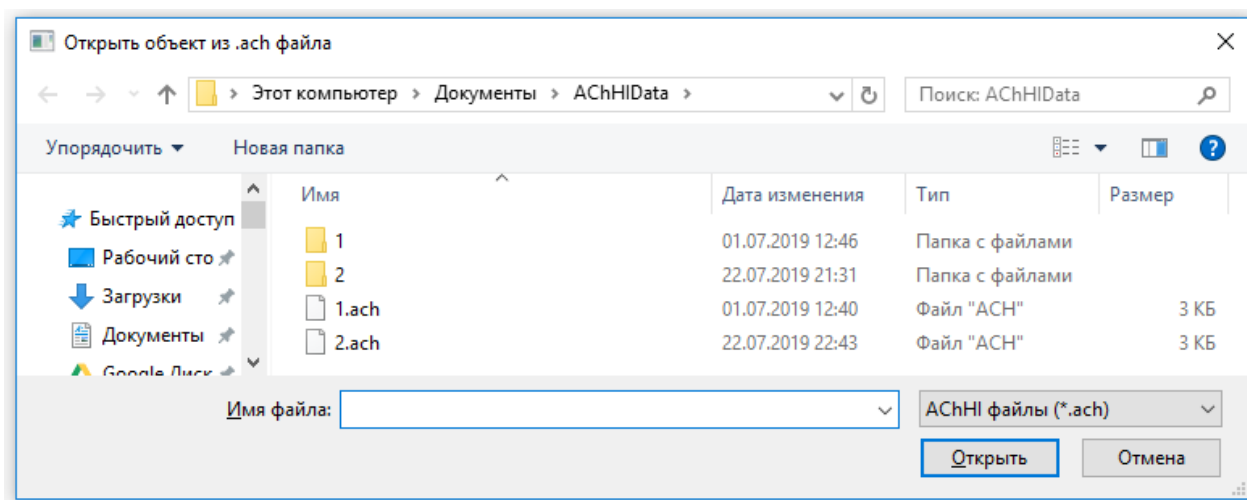 Открыть объект из .ach файла
Этот компьютер > Документы > AChHIData >
Поиск: AChHIData
Упорядочить Новая папка
Имя Дата изменения Тип Размер
Быстрый доступ
Рабочий сто
Загрузки
Документы
Google Диск
1 01.07.2019 12:46 Папка с файлами
2 22.07.2019 21:31 Папка с файлами
1.ach 01.07.2019 12:40 Файл "ACH" 3 КБ
2.ach 22.07.2019 22:43 Файл "ACH" 3 КБ
Имя файла:
AChHI файлы (*.ach)
Открыть Отмена